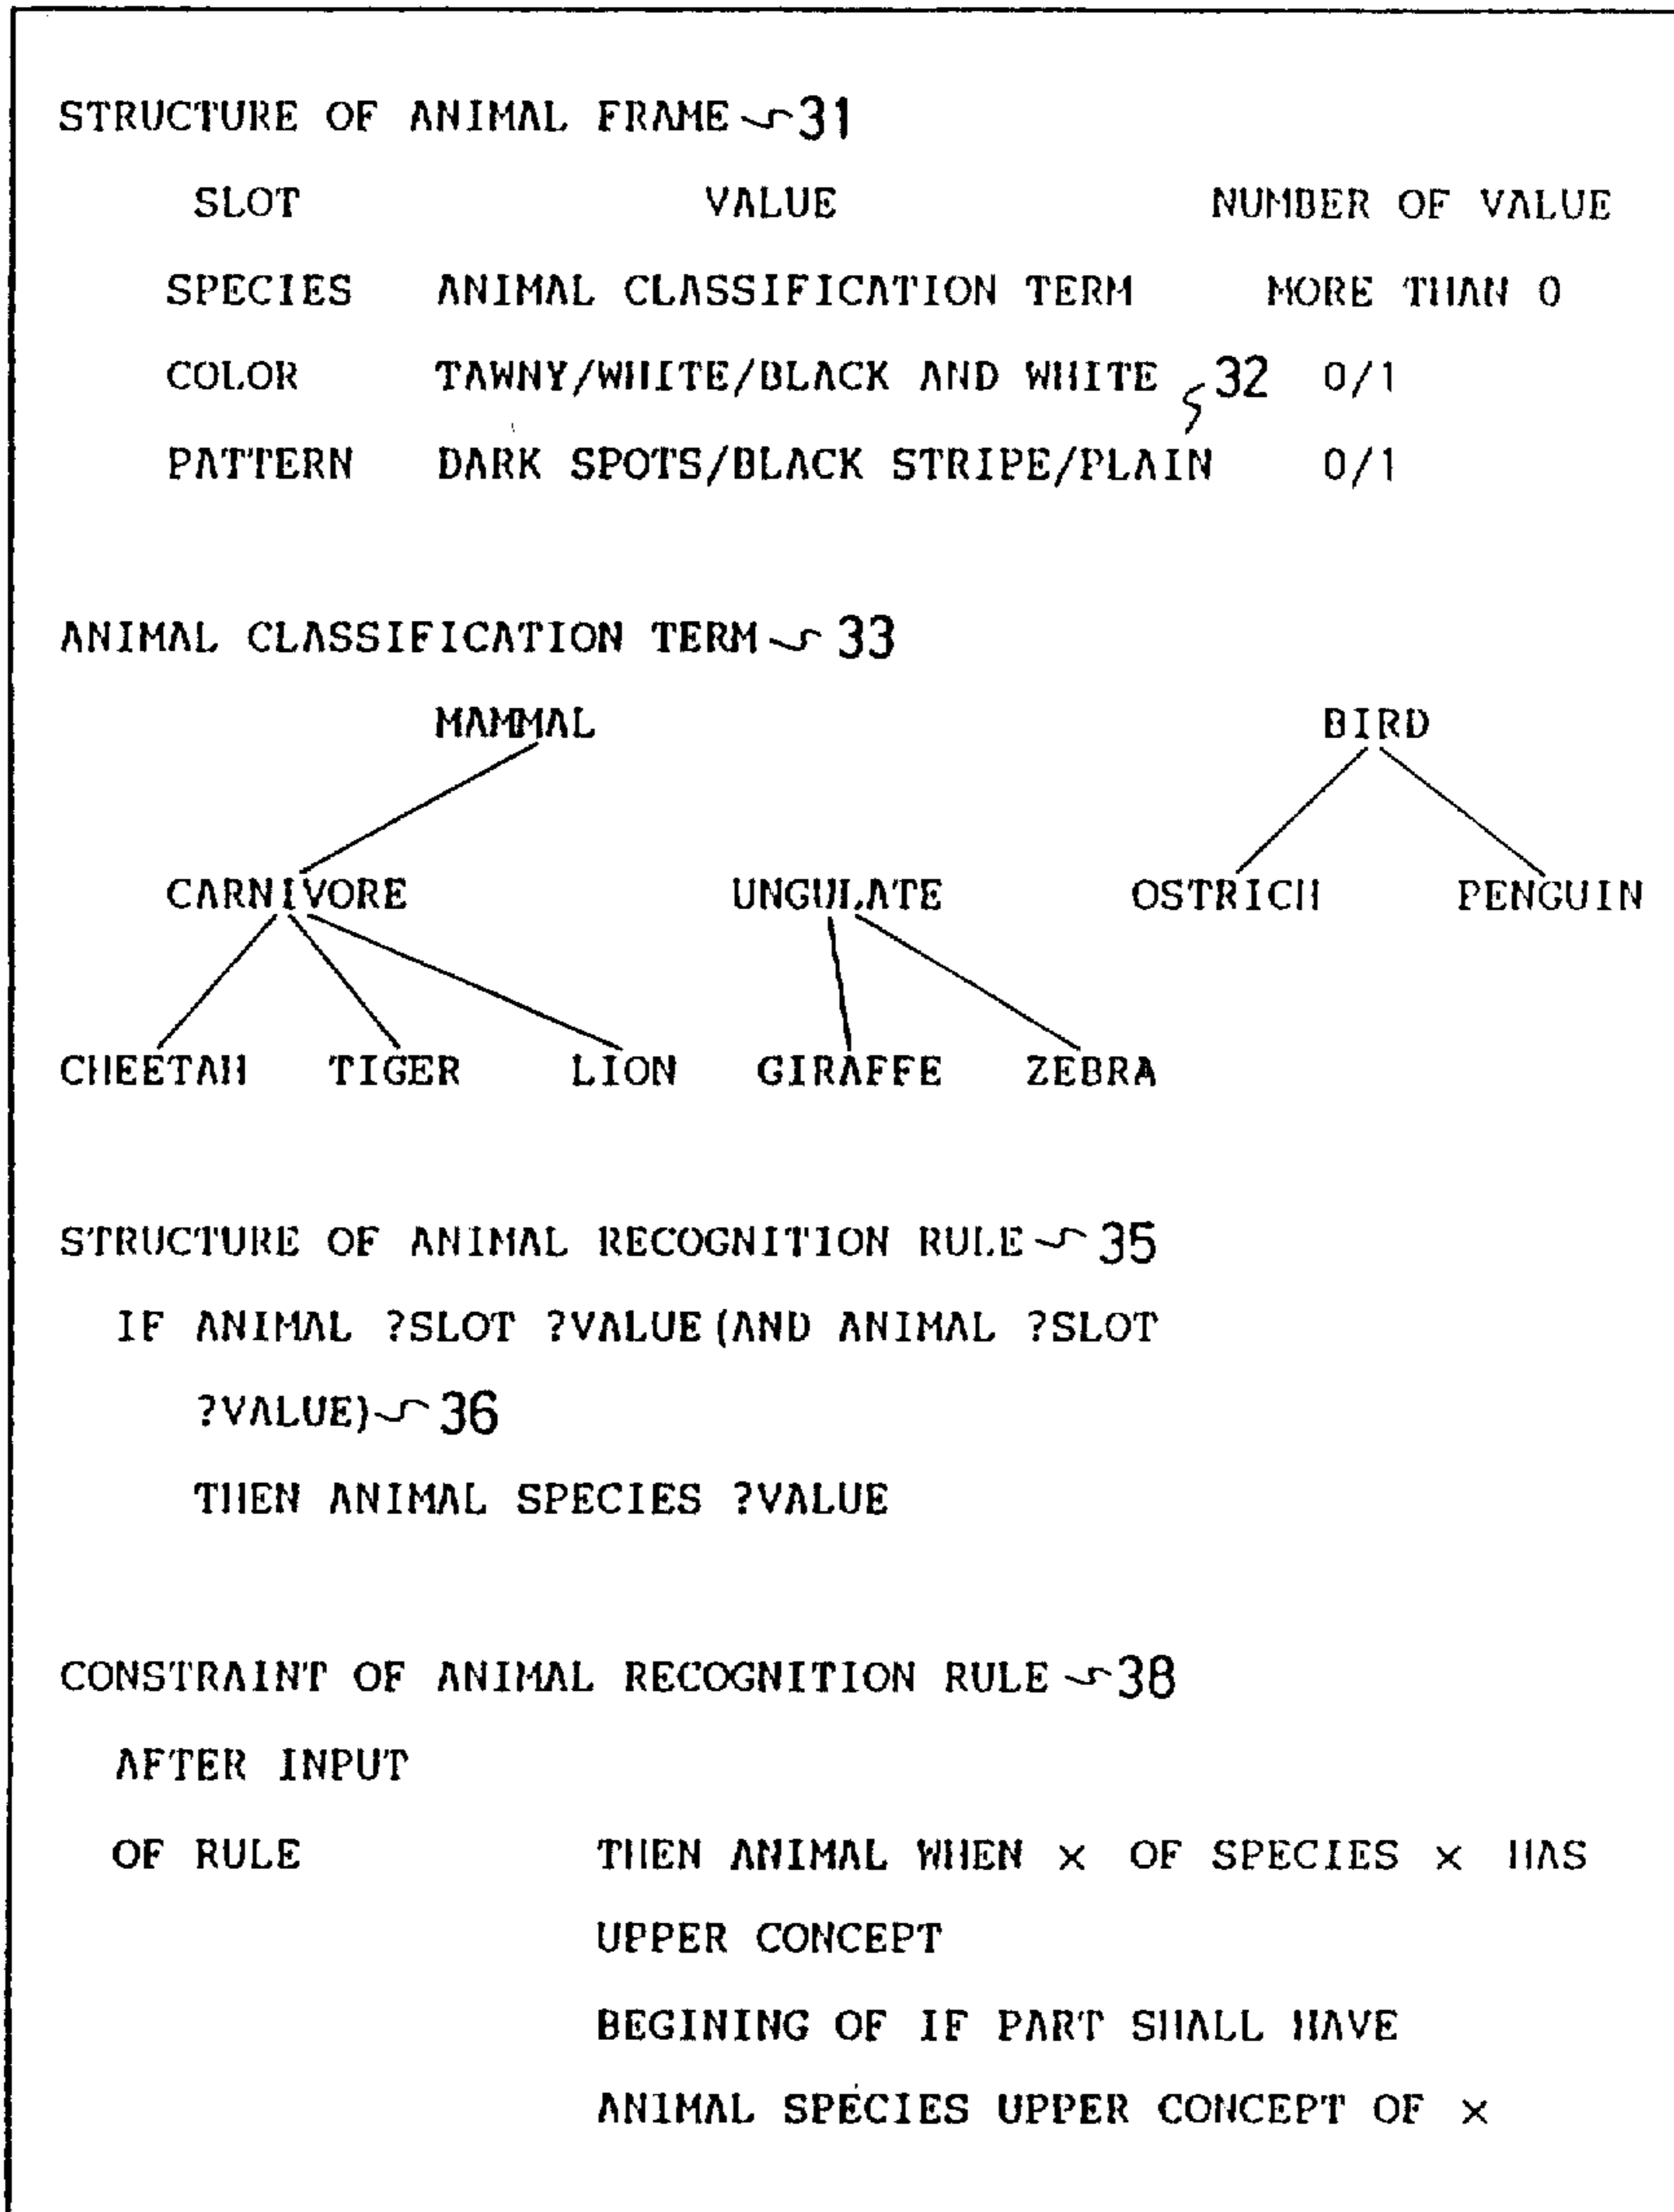 STRUCTURE OF ANIMAL FRAME 31
SLOT VALUE NUMBER OF VALUE
SPECIES ANIMAL CLASSIFICATION TERM MORE THAN 0
COLOR TAWNY/WHITE/BLACK AND WHITE 32 0/1
PATTERN DARK SPOTS/BLACK STRIPE/PLAIN 0/1
ANIMAL CLASSIFICATION TERM 33
MAMMAL BIRD
CARNIVORE UNGULATE OSTRICH PENGUIN
CHEETAH TIGER LION GIRAFFE ZEBRA
STRUCTURE OF ANIMAL RECOGNITION RULE 35
IF ANIMAL ?SLOT ?VALUE (AND ANIMAL ?SLOT
?VALUE) 36
THEN ANIMAL SPECIES ?VALUE
CONSTRAINT OF ANIMAL RECOGNITION RULE 38
AFTER INPUT
OF RULE THEN ANIMAL WHEN × OF SPECIES × HAS
UPPER CONCEPT
BEGINING OF IF PART SHALL HAVE
ANIMAL SPECIES UPPER CONCEPT OF ×